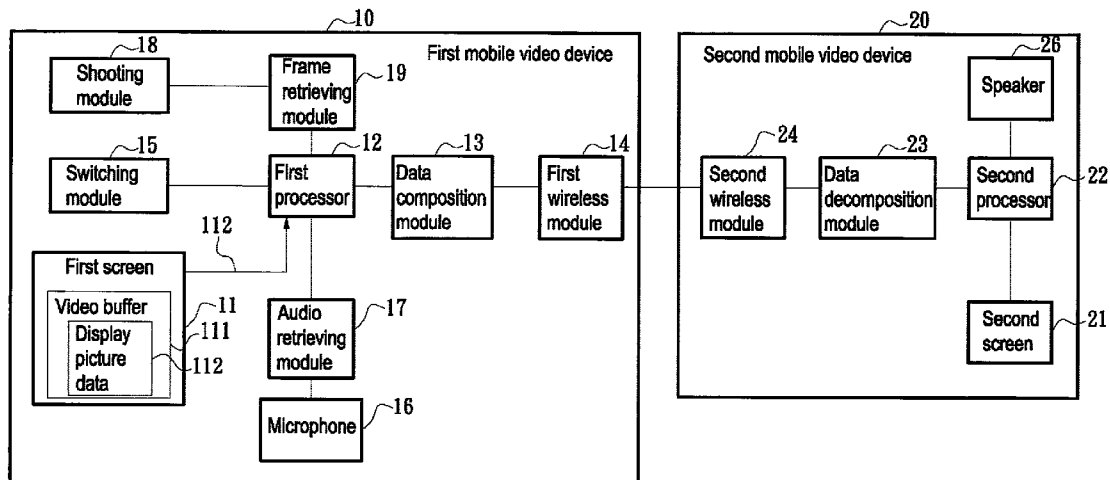 10
First mobile video device
18
Shooting
module
19
Frame
retrieving
module
15
Switching
module
12
First
processor
13
Data
composition
module
14
First
wireless
module
112
First screen
11
Video buffer
111
Display
picture
data
112
17
Audio
retrieving
module
16
Microphone
20
Second mobile video device
26
Speaker
24
Second
wireless
module
23
Data
decomposition
module
22
Second
processor
21
Second
screen